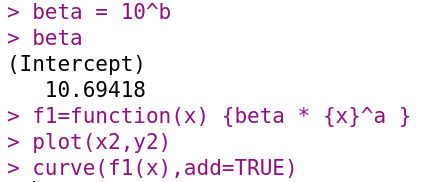 > beta = 10^b
> beta
(Intercept)
   10.69418
> f1=function(x) {beta * {x}^a }
> plot(x2,y2)
> curve(f1(x),add=TRUE)